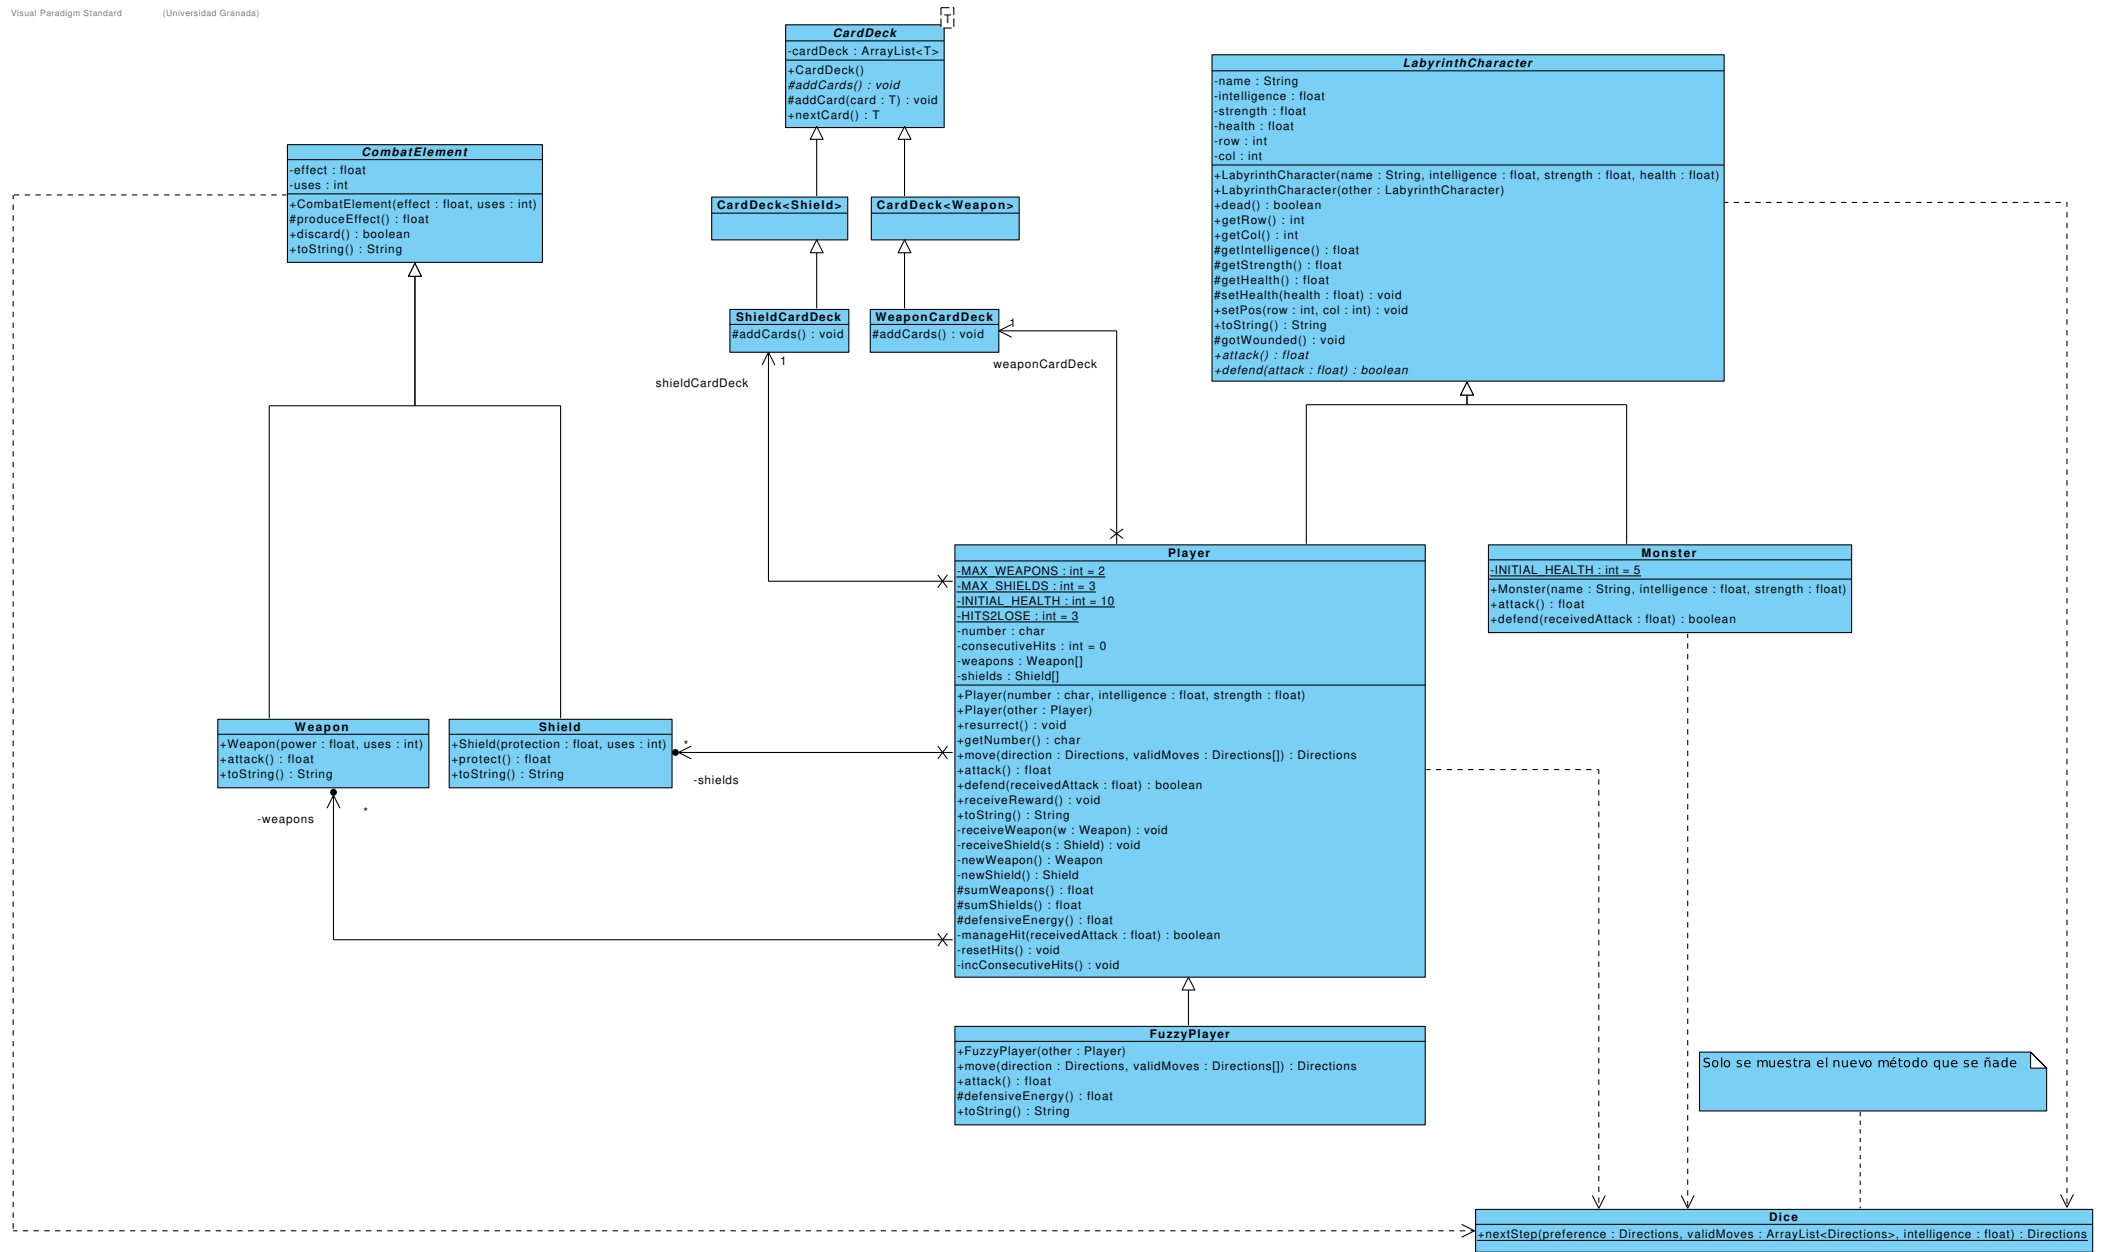 Visual Paradigm Standard (Universidad Granada)
T
CardDeck
-cardDeck : ArrayList<T>
+CardDeck()
#addCards() : void
#addCard(card : T) : void
+nextCard() : T
LabyrinthCharacter
-name : String
-intelligence : float
-strength : float
-health : float
-row : int
-col : int
+LabyrinthCharacter(name : String, intelligence : float, strength : float, health : float)
+LabyrinthCharacter(other : LabyrinthCharacter)
+dead() : boolean
+getRow() : int
+getCol() : int
#getIntelligence() : float
#getStrength() : float
#getHealth() : float
#setHealth(health : float) : void
+setPos(row : int, col : int) : void
+toString() : String
#gotWounded() : void
+attack() : float
+defend(attack : float) : boolean
CombatElement
-effect : float
-uses : int
+CombatElement(effect : float, uses : int)
#produceEffect() : float
+discard() : boolean
+toString() : String
CardDeck<Shield>
CardDeck<Weapon>
ShieldCardDeck
#addCards() : void
WeaponCardDeck
#addCards() : void
1
weaponCardDeck
1
shieldCardDeck
Player
-MAX_WEAPONS : int = 2
-MAX_SHIELDS : int = 3
-INITIAL_HEALTH : int = 10
-HITS2LOSE : int = 3
-number : char
-consecutiveHits : int = 0
-weapons : Weapon[]
-shields : Shield[]
+Player(number : char, intelligence : float, strength : float)
+Player(other : Player)
+resurrect() : void
+getNumber() : char
+move(direction : Directions, validMoves : Directions[]) : Directions
+attack() : float
+defend(receivedAttack : float) : boolean
+receiveReward() : void
+toString() : String
-receiveWeapon(w : Weapon) : void
-receiveShield(s : Shield) : void
-newWeapon() : Weapon
-newShield() : Shield
#sumWeapons() : float
#sumShields() : float
#defensiveEnergy() : float
-manageHit(receivedAttack : float) : boolean
-resetHits() : void
-incConsecutiveHits() : void
Monster
-INITIAL_HEALTH : int = 5
+Monster(name : String, intelligence : float, strength : float)
+attack() : float
+defend(receivedAttack : float) : boolean
Weapon
+Weapon(power : float, uses : int)
+attack() : float
+toString() : String
Shield
+Shield(protection : float, uses : int)
+protect() : float
+toString() : String
*
-shields
*
-weapons
FuzzyPlayer
+FuzzyPlayer(other : Player)
+move(direction : Directions, validMoves : Directions[]) : Directions
+attack() : float
#defensiveEnergy() : float
+toString() : String
Solo se muestra el nuevo método que se ñade
Dice
+nextStep(preference : Directions, validMoves : ArrayList<Directions>, intelligence : float) : Directions